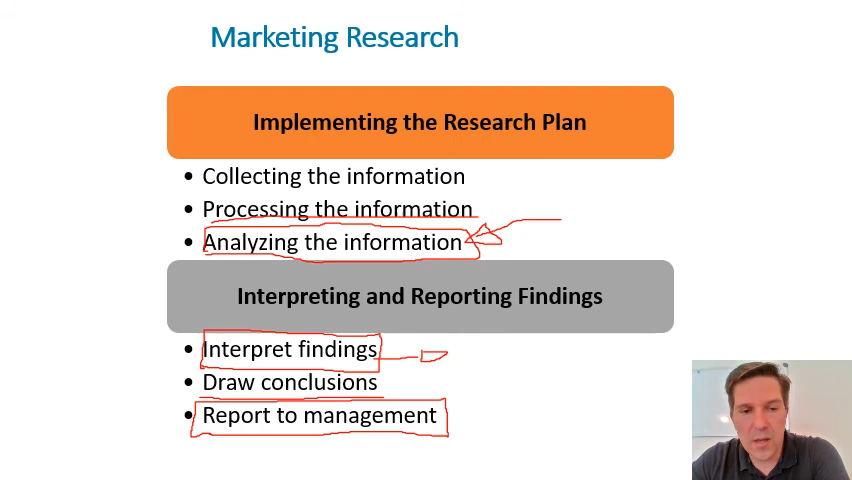 Marketing Research
Implementing the Research Plan
• Collecting the information
• Processing the information
• Analyzing the information
Interpreting and Reporting Findings
• Interpret findings
• Draw conclusions
• Report to management